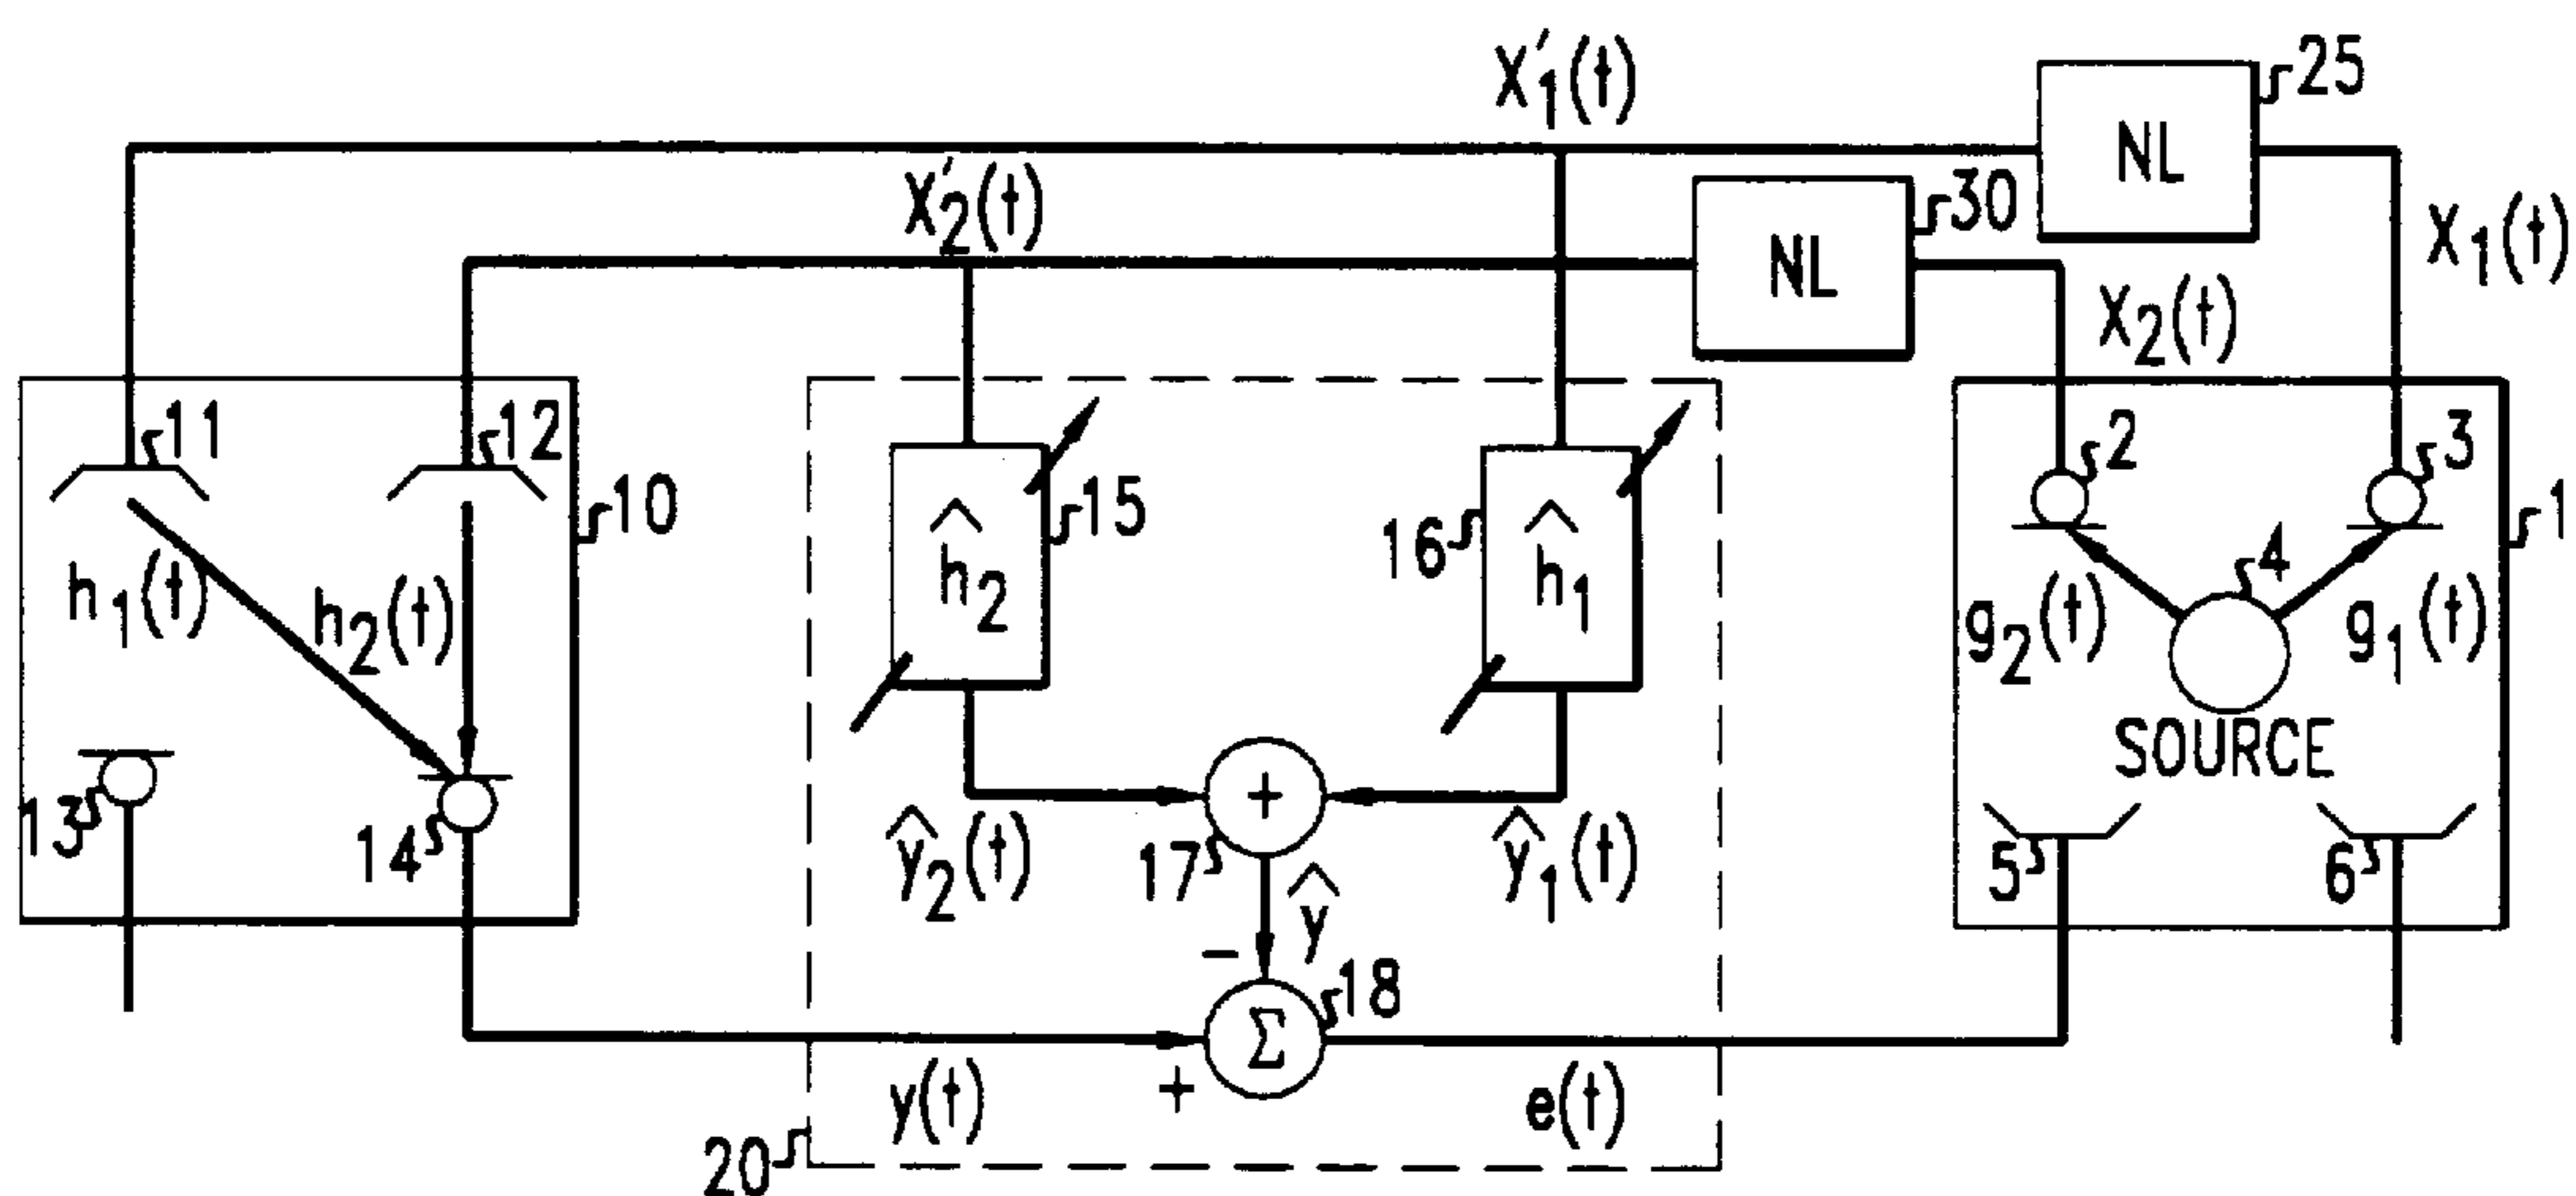 X'₁(t)
25
NL
X'₂(t)
30
NL
X₁(t)
X₂(t)
11
12
10
15
16
2
3
1
ĥ₂
ĥ₁
4
h₁(t)
h₂(t)
g₂(t)
g₁(t)
SOURCE
13
14
+
ŷ₂(t)
17
ŷ₁(t)
5
6
ŷ
−
18
Σ
y(t)
+
e(t)
20